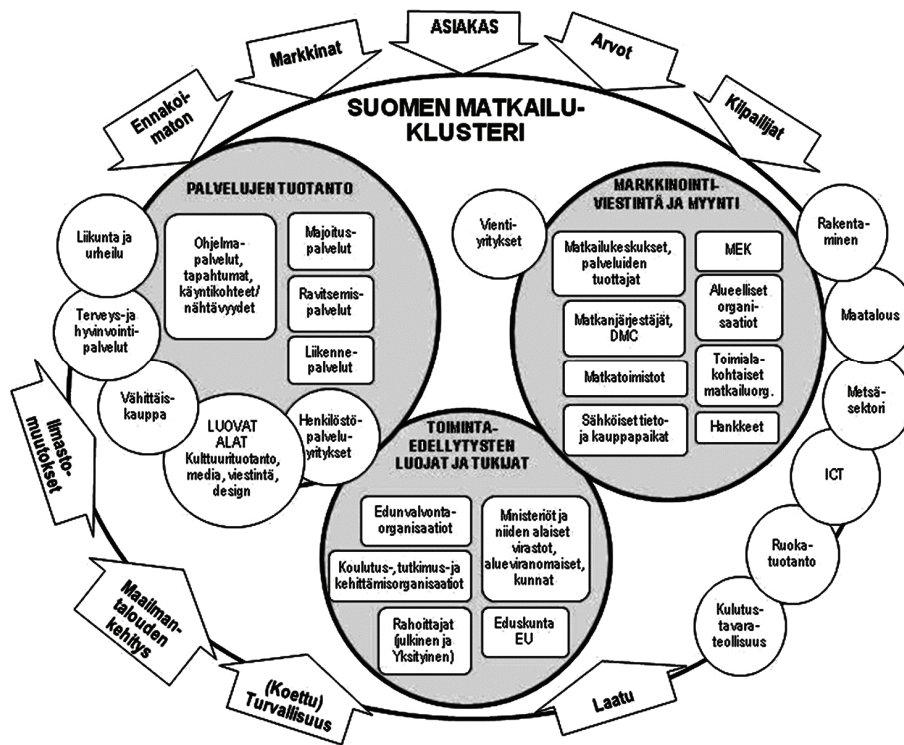 ASIAKAS
Markkinat
Arvot
Ennakoi-
maton
Kilpailijat
SUOMEN MATKAILU-
KLUSTERI
PALVELUJEN TUOTANTO
Ohjelma-
palvelut,
tapahtumat,
käyntikohteet/
nähtävyydet
Majoitus-
palvelut
Ravitsemis-
palvelut
Liikenne-
palvelut
Liikunta ja
urheilu
Terveys- ja
hyvinvointi-
palvelut
Vähittäis-
kauppa
LUOVAT
ALAT
Kulttuurituotanto,
media, viestintä,
design
Henkilöstö-
palvelu-
yritykset
Vienti-
yritykset
MARKKINOINTI-
VIESTINTÄ JA MYYNTI
Matkailukeskukset,
palveluiden
tuottajat
Matkanjärjestäjät,
DMC
Matkatoimistot
Sähköiset tieto-
ja kauppapaikat
MEK
Alueelliset
organi-
saatiot
Toimiala-
kohtaiset
matkailuorg.
Hankkeet
TOIMINTA-
EDELLYTYSTEN
LUOJAT JA TUKIJAT
Edunvalvonta-
organisaatiot
Koulutus-, tutkimus- ja
kehittämisorganisaatiot
Rahoittajat
(julkinen ja
Yksityinen)
Ministeriöt ja
niiden alaiset
virastot,
alueviranomaiset,
kunnat
Eduskunta
EU
Rakenta-
minen
Maatalous
Metsä-
sektori
ICT
Ruoka-
tuotanto
Kulutus-
tavara-
teollisuus
Ilmasto-
muutokset
Maailman-
talouden
kehitys
(Koettu)
Turvallisuus
Laatu